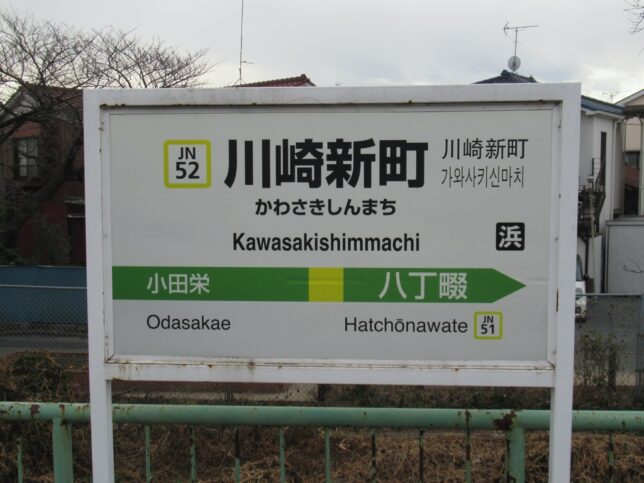 JN
52
川崎新町
川崎新町
가와사키신마치
かわさきしんまち
Kawasakishimmachi
浜
小田栄
八丁畷
Odasakae
Hatchōnawate
JN
51